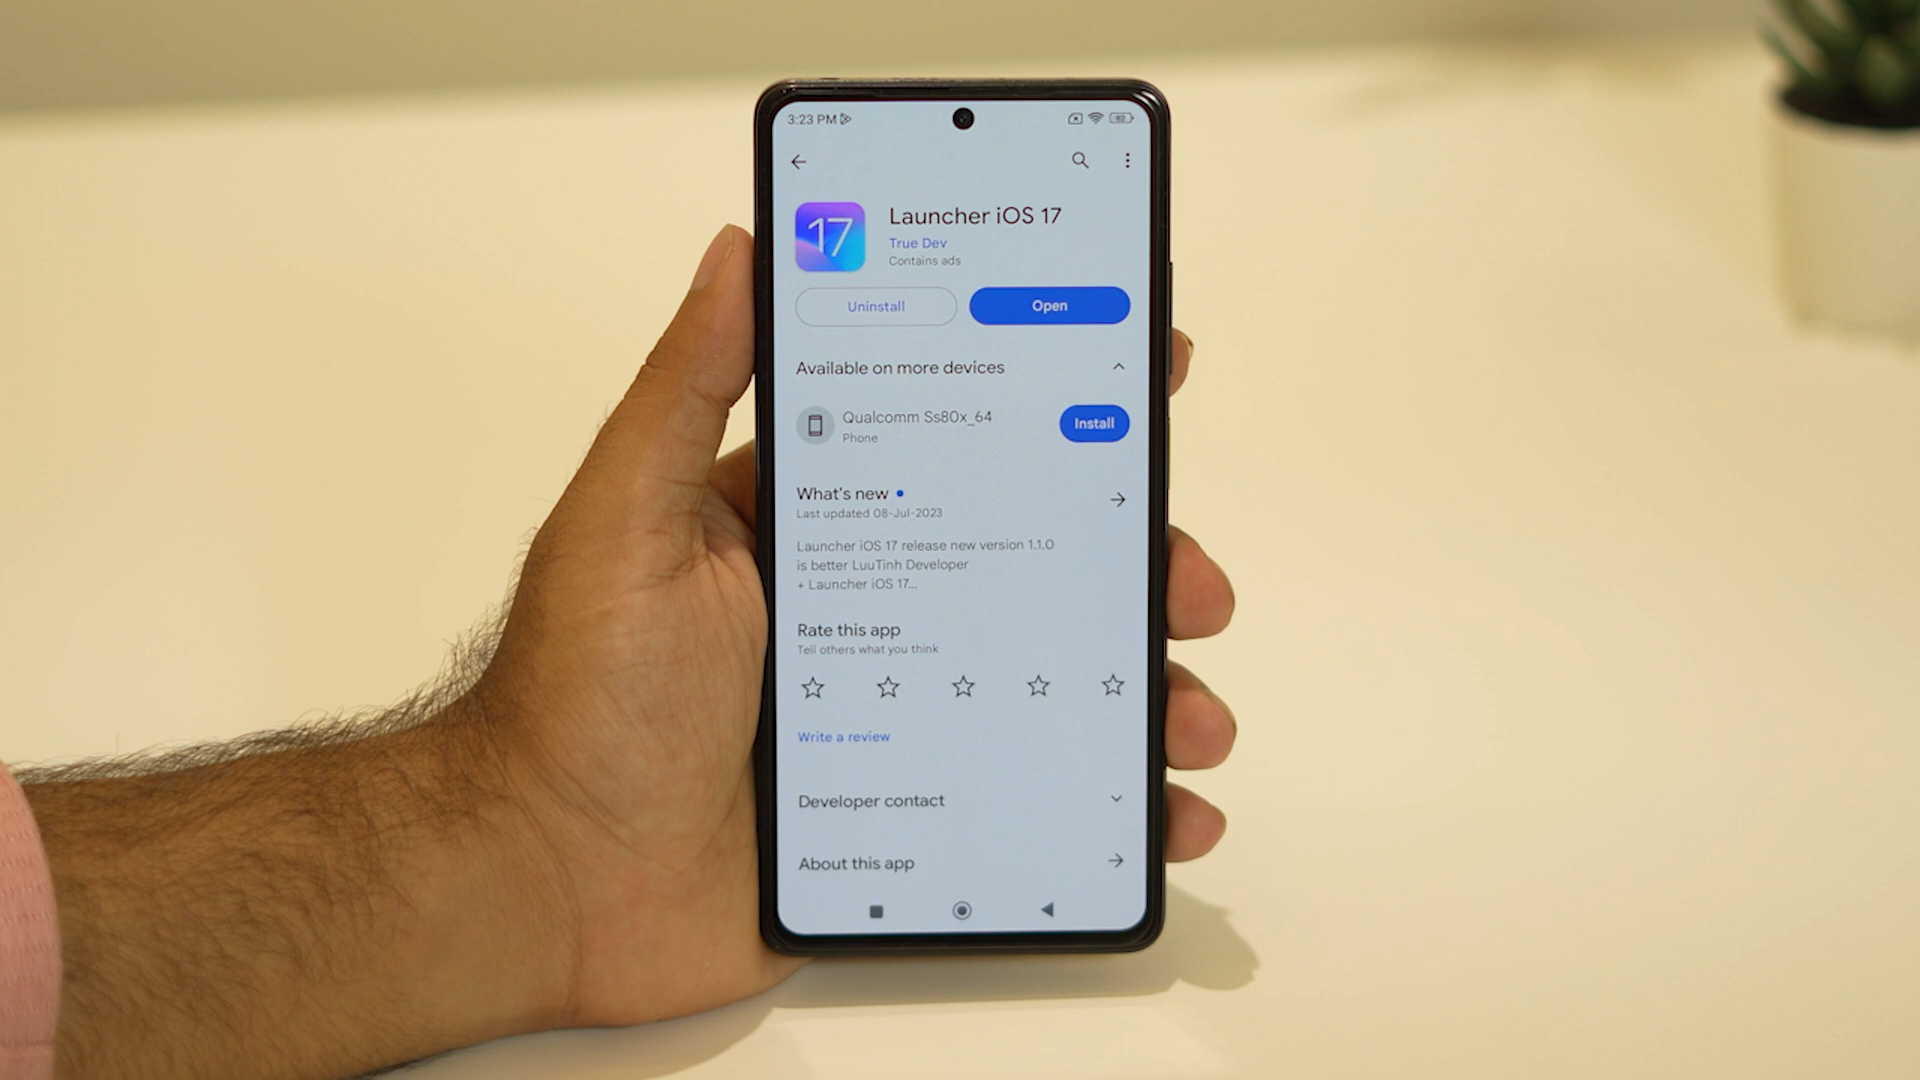 3:23 PM
82
17
Launcher iOS 17
True Dev
Contains ads
Uninstall
Open
Available on more devices
Qualcomm Ss80x_64
Phone
Install
What's new
Last updated 08-Jul-2023
Launcher iOS 17 release new version 1.1.0
is better LuuTinh Developer
+ Launcher iOS 17...
Rate this app
Tell others what you think
Write a review
Developer contact
About this app